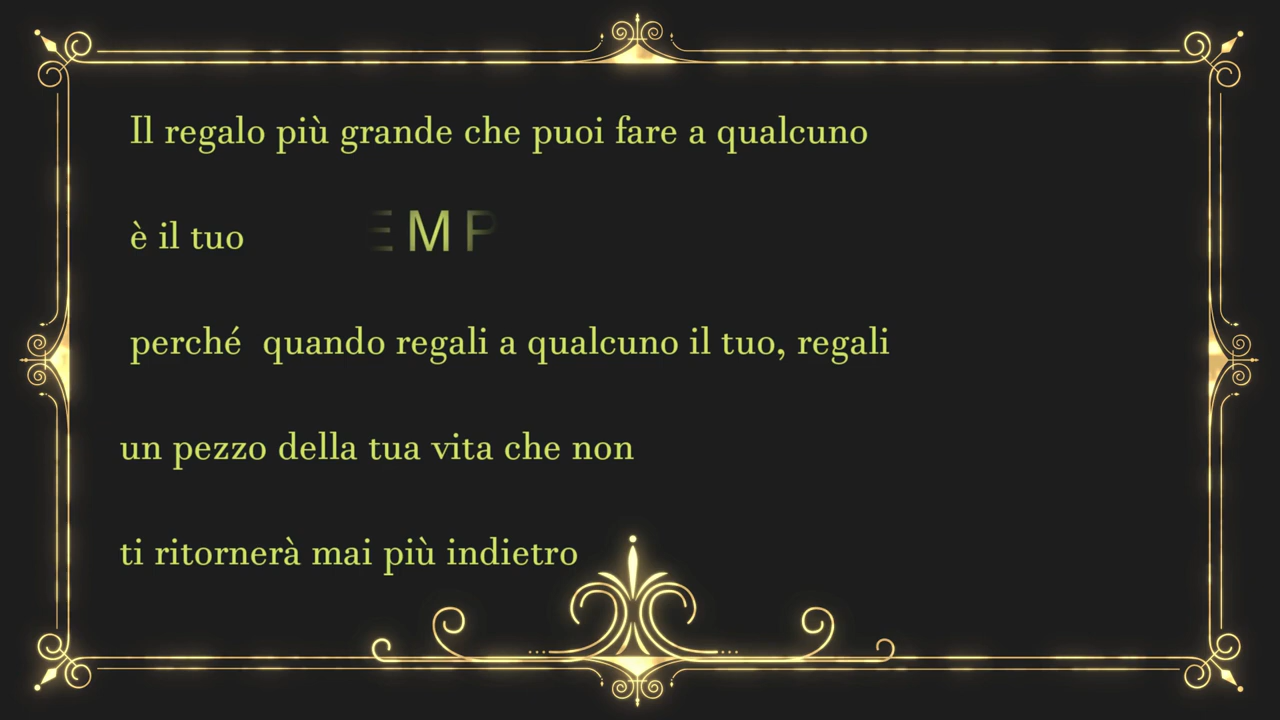 Il regalo più grande che puoi fare a qualcuno
è il tuo EMP
perché quando regali a qualcuno il tuo, regali
un pezzo della tua vita che non
ti ritornerà mai più indietro